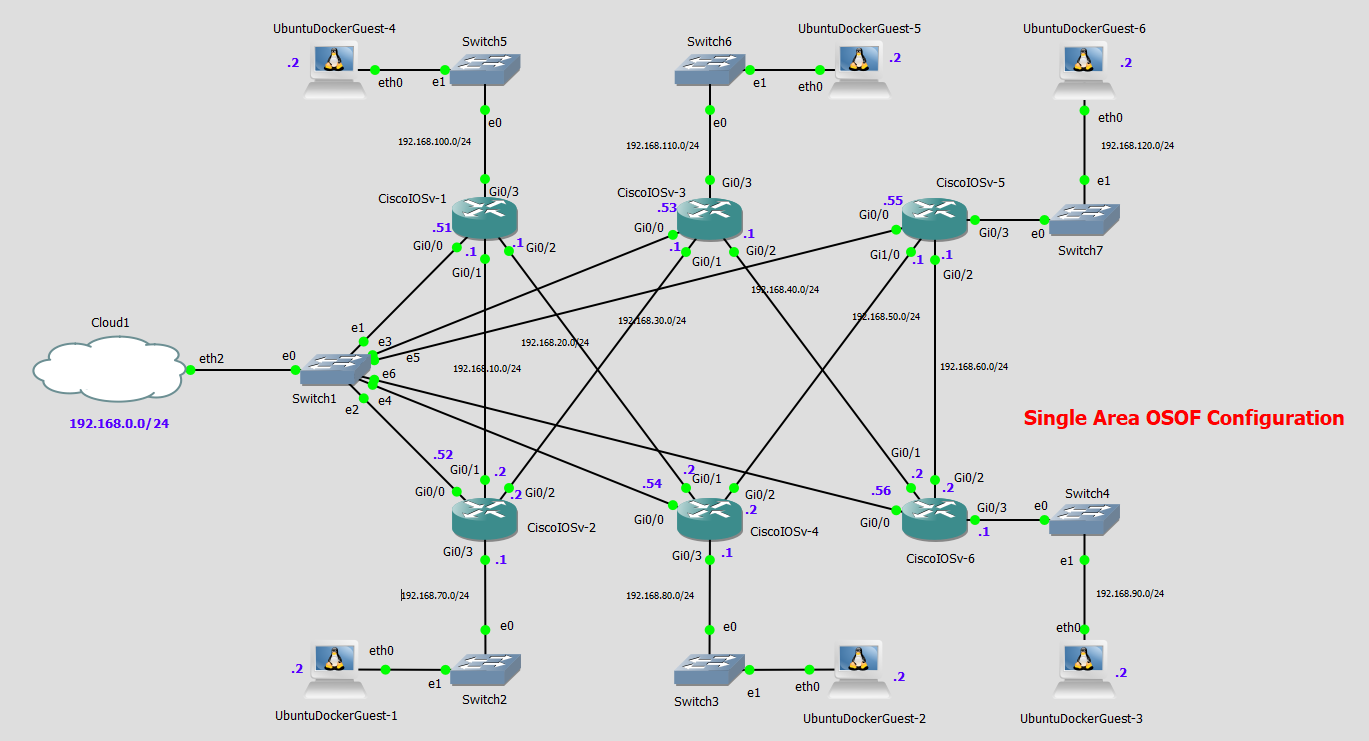 UbuntuDockerGuest-4
UbuntuDockerGuest-5
UbuntuDockerGuest-6
Switch5
Switch6
.2
.2
.2
eth0
e1
e1
eth0
eth0
e0
e0
192.168.100.0/24
192.168.110.0/24
192.168.120.0/24
Gi0/3
Gi0/3
e1
CiscoIOSv-1
CiscoIOSv-3
CiscoIOSv-5
.51
.53
.55
Gi0/0
Gi0/2
Gi0/0
Gi0/2
Gi0/0
Gi0/3
e0
.1
.1
.1
.1
.1
.1
Gi0/1
Gi0/1
Gi1/0
Gi0/2
Switch7
192.168.40.0/24
192.168.50.0/24
192.168.30.0/24
192.168.20.0/24
192.168.10.0/24
192.168.60.0/24
Cloud1
eth2
e0
e1
e3
e5
e6
e4
e2
Switch1
192.168.0.0/24
Single Area OSOF Configuration
.52
.54
.56
Gi0/1
.2
.2
Gi0/1
Gi0/1
.2
.2
Gi0/2
Gi0/0
.2
Gi0/2
Gi0/0
Gi0/2
.2
Gi0/0
Gi0/3
e0
Switch4
CiscoIOSv-2
CiscoIOSv-4
CiscoIOSv-6
.1
Gi0/3
.1
Gi0/3
.1
e1
192.168.70.0/24
192.168.80.0/24
192.168.90.0/24
e0
e0
eth0
.2
eth0
e1
Switch2
e1
eth0
.2
Switch3
.2
UbuntuDockerGuest-1
UbuntuDockerGuest-2
UbuntuDockerGuest-3